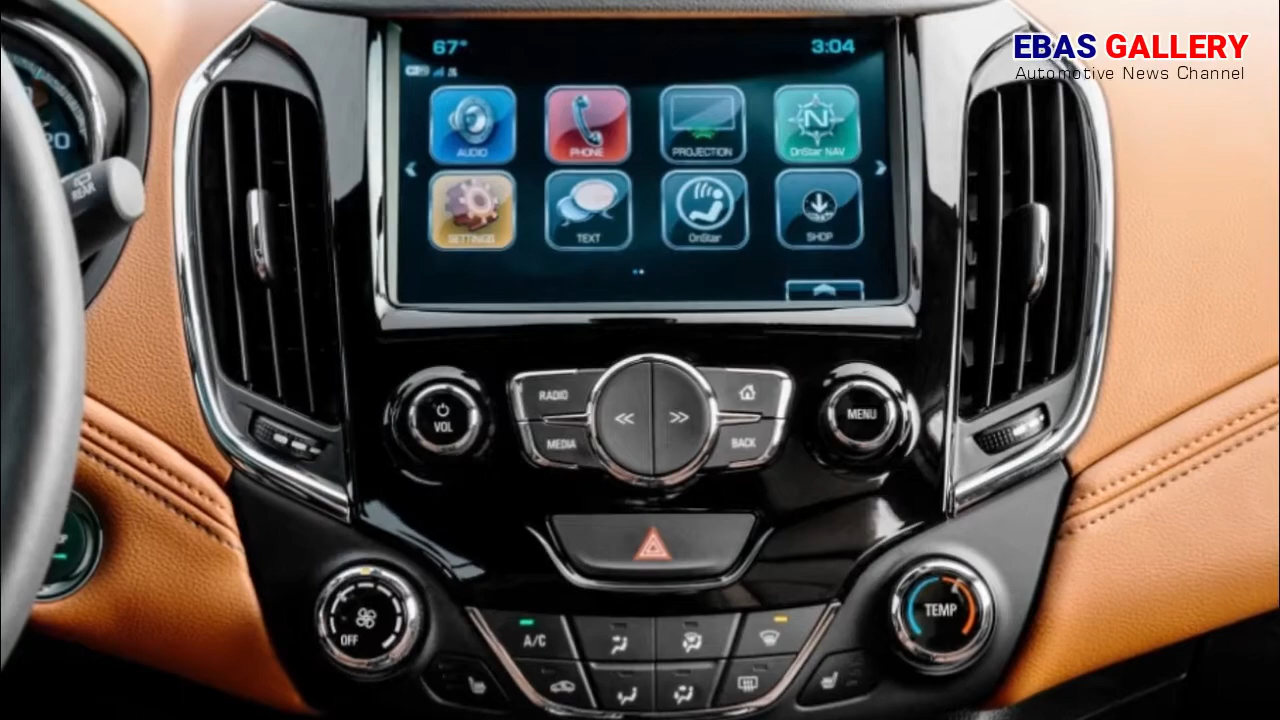 EBAS GALLERY
Automotive News Channel
67° 3:04
AUDIO PHONE PROJECTION OnStar NAV
SETTINGS TEXT OnStar SHOP
REAR
RADIO
VOL
MENU
MEDIA BACK
OFF
TEMP
A/C